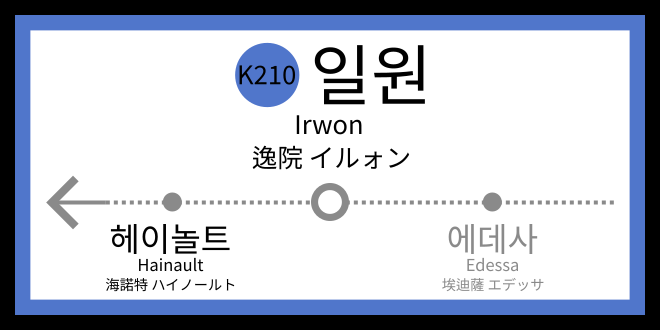 K210 일원
Irwon
逸院 イルォン
헤이놀트
Hainault
海諾特 ハイノールト
에데사
Edessa
埃迪薩 エデッサ